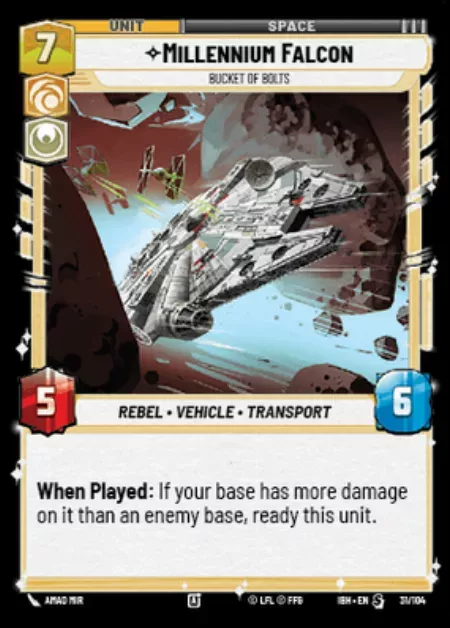 UNIT
SPACE
7
MILLENNIUM FALCON
BUCKET OF BOLTS
5
REBEL • VEHICLE • TRANSPORT
6
When Played: If your base has more damage
on it than an enemy base, ready this unit.
AMAD MIR
A
© LFL © FFG
IBH • EN
31/104